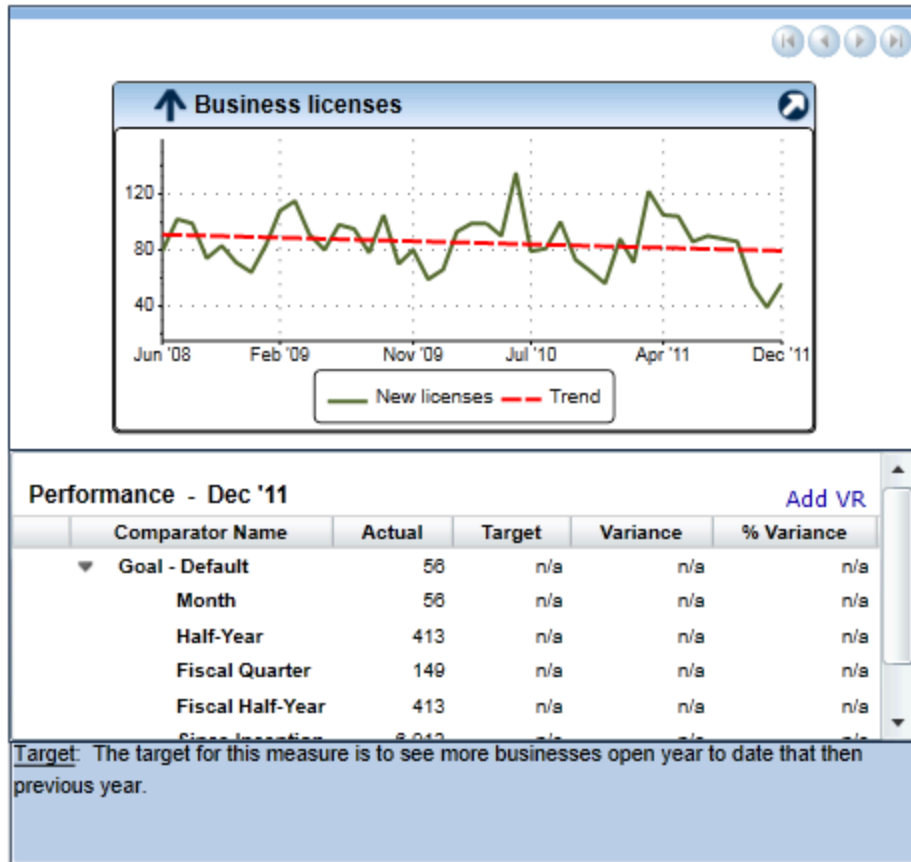 Business licenses
120
80
40
Jun '08 Feb '09 Nov '09 Jul '10 Apr '11 Dec '11
New licenses Trend
Performance - Dec '11
Add VR
Comparator Name Actual Target Variance % Variance
Goal - Default 56 n/a n/a n/a
Month 56 n/a n/a n/a
Half-Year 413 n/a n/a n/a
Fiscal Quarter 149 n/a n/a n/a
Fiscal Half-Year 413 n/a n/a n/a
Since Inception
Target: The target for this measure is to see more businesses open year to date that then
previous year.